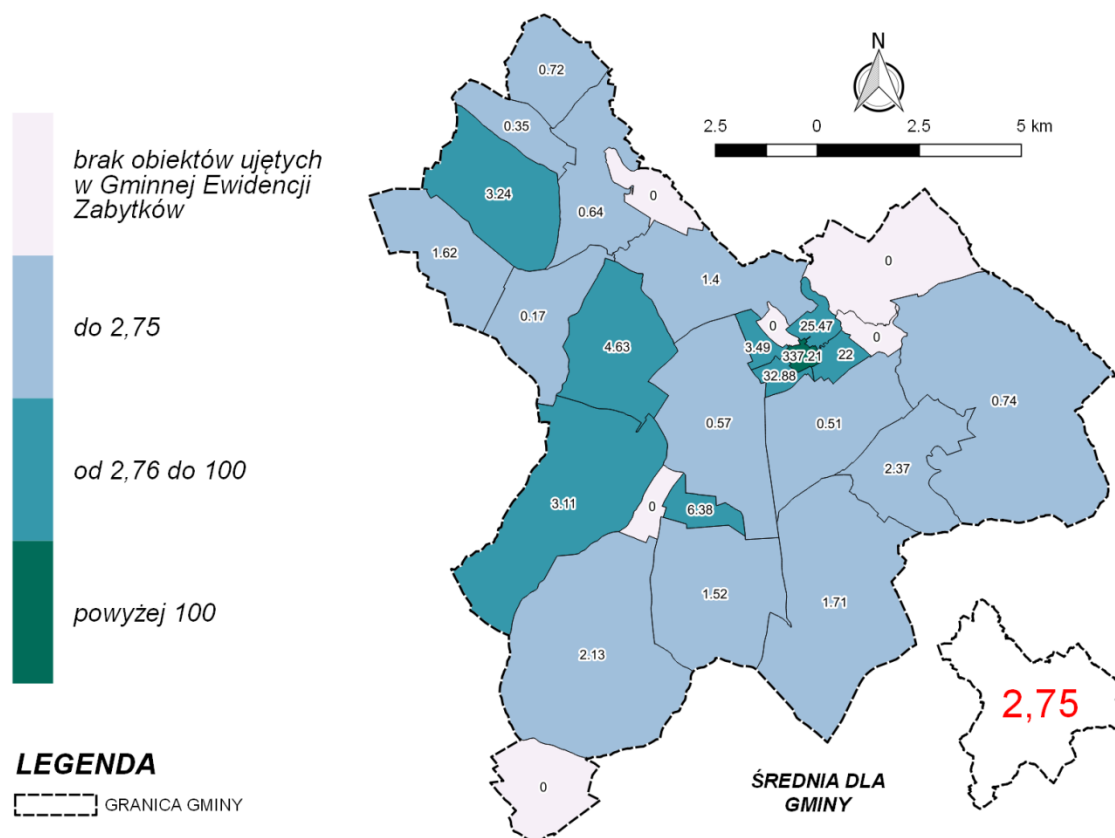 brak obiektów ujętych
w Gminnej Ewidencji
Zabytków
do 2,75
od 2,76 do 100
powyżej 100
LEGENDA
GRANICA GMINY
N
2.5 0 2.5 5 km
0.72
0.35
3.24
0
0.64
1.62
0
1.4
0.17
0
25.47
0
4.63
3.49
337.21
22
32.88
0.74
0.57
0.51
2.37
3.11
0
6.38
1.52
1.71
2.13
0
ŚREDNIA DLA
GMINY
2,75